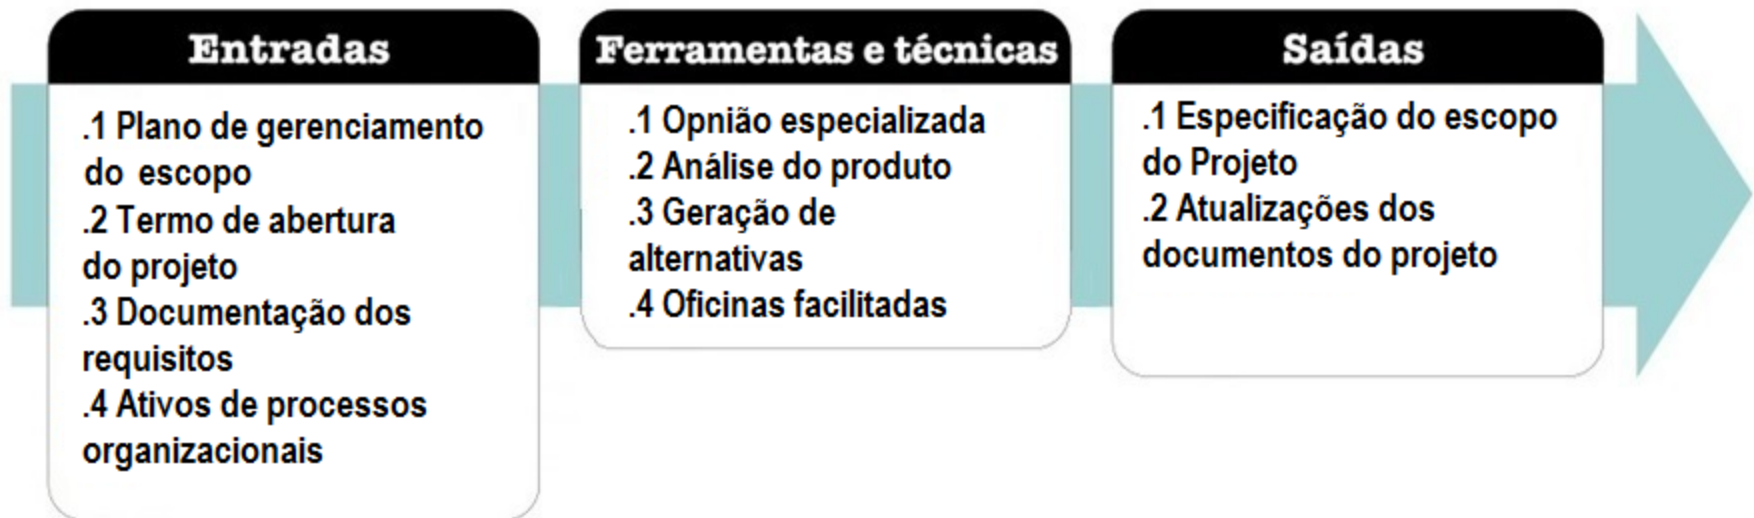 Entradas
.1 Plano de gerenciamento
do escopo
.2 Termo de abertura
do projeto
.3 Documentação dos
requisitos
.4 Ativos de processos
organizacionais
Ferramentas e técnicas
.1 Opnião especializada
.2 Análise do produto
.3 Geração de
alternativas
.4 Oficinas facilitadas
Saídas
.1 Especificação do escopo
do Projeto
.2 Atualizações dos
documentos do projeto